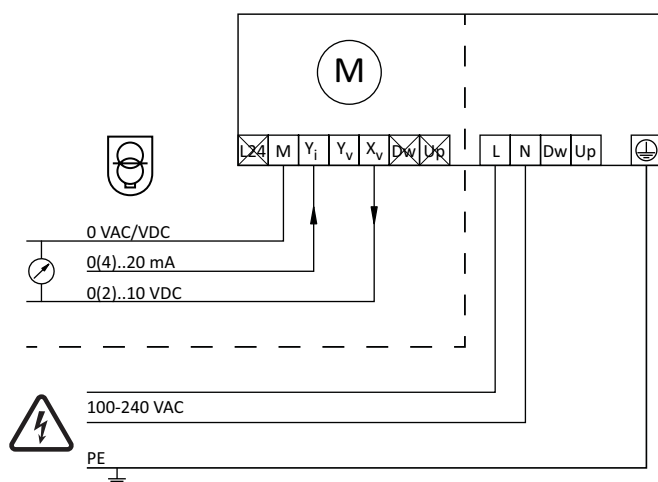 M
L24 M Yi Yv Xv Dw Up L N Dw Up
0 VAC/VDC
0(4)..20 mA
0(2)..10 VDC
100-240 VAC
PE